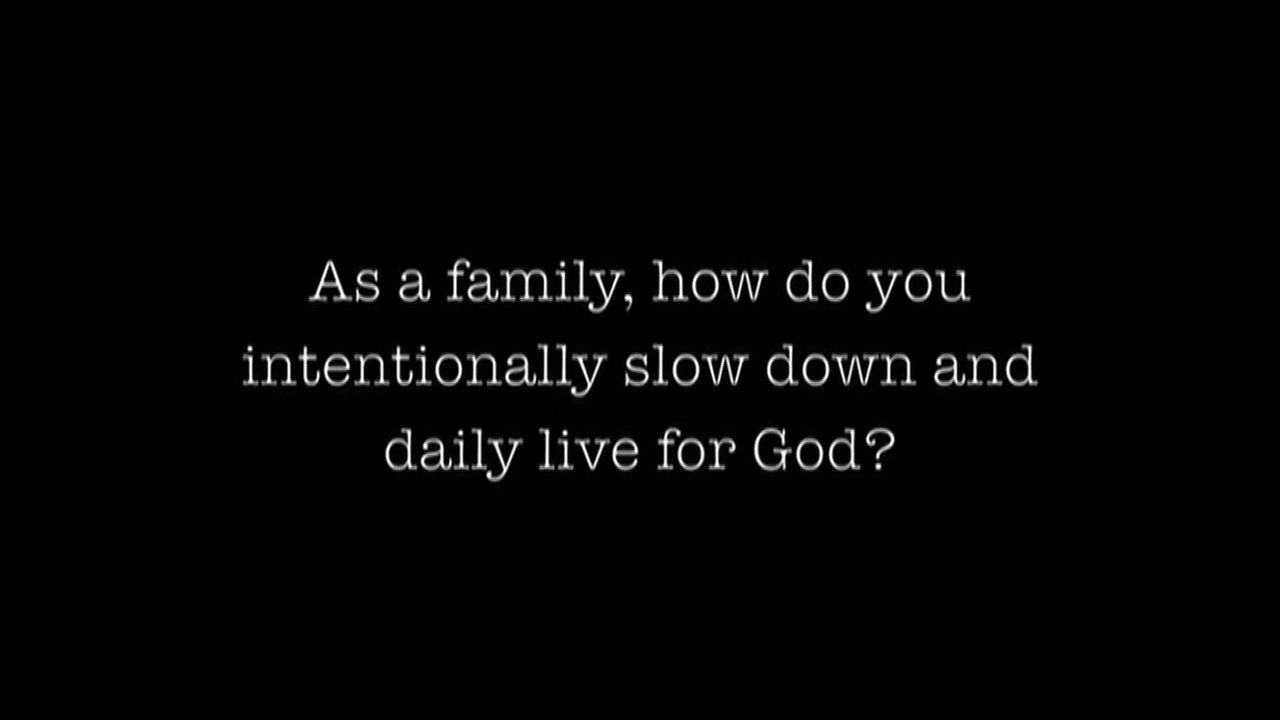 As a family, how do you
intentionally slow down and
daily live for God?